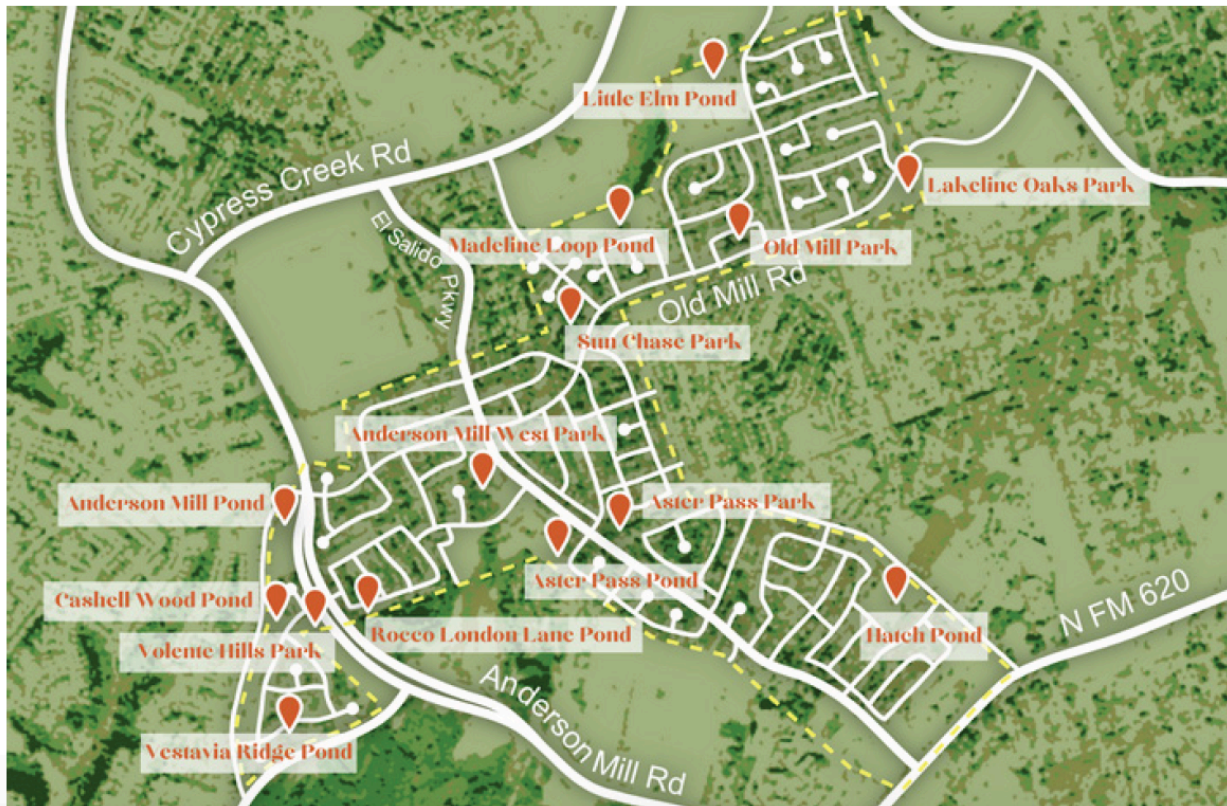 Little Elm Pond
Cypress Creek Rd
Lakeline Oaks Park
El Salido Pkwy
Madeline Loop Pond
Old Mill Park
Old Mill Rd
Sun Chase Park
Anderson Mill West Park
Anderson Mill Pond
Aster Pass Park
Aster Pass Pond
Cashell Wood Pond
Rocco London Lane Pond
Hatch Pond
N FM 620
Volente Hills Park
Anderson Mill Rd
Vestavia Ridge Pond